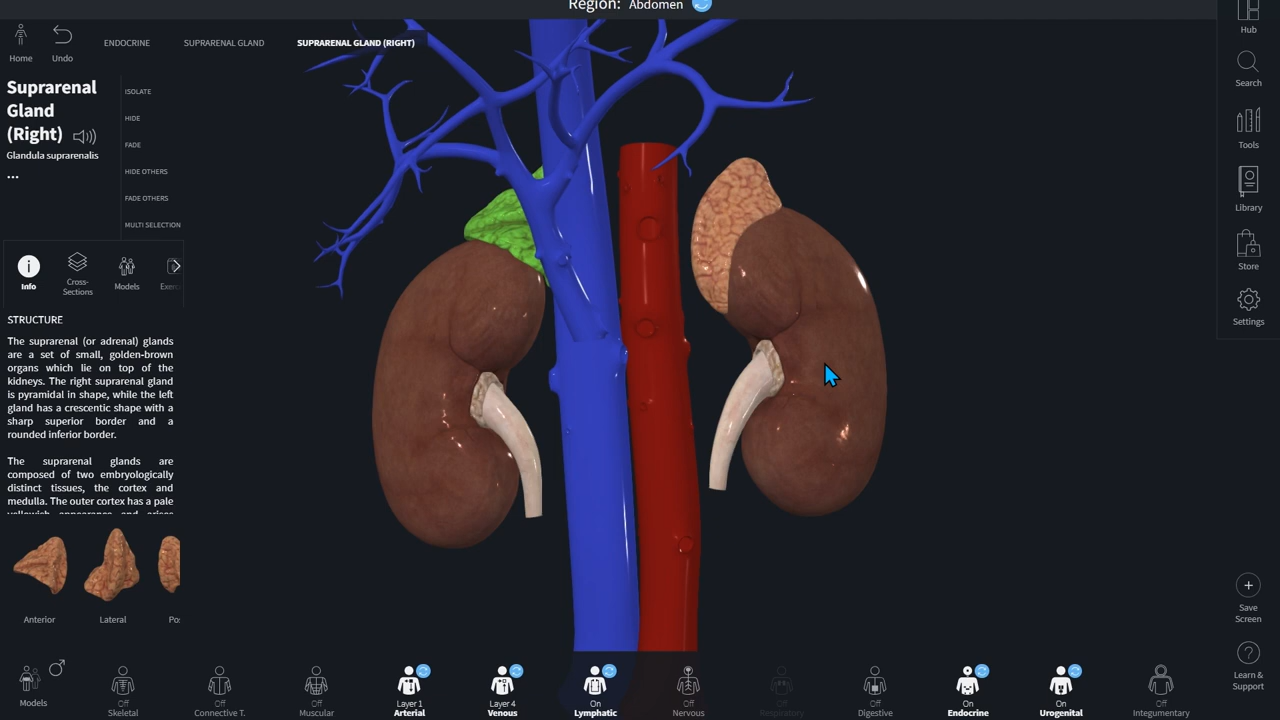 Region: Abdomen
Home
Undo
ENDOCRINE
SUPRARENAL GLAND
SUPRARENAL GLAND (RIGHT)
Suprarenal
Gland
(Right)
Glandula suprarenalis
...
ISOLATE
HIDE
FADE
HIDE OTHERS
FADE OTHERS
MULTI SELECTION
Info
Cross-
Sections
Models
STRUCTURE
The suprarenal (or adrenal) glands
are a set of small, golden-brown
organs which lie on top of the
kidneys. The right suprarenal gland
is pyramidal in shape, while the left
gland has a crescentic shape with a
sharp superior border and a
rounded inferior border.
The suprarenal glands are
composed of two embryologically
distinct tissues, the cortex and
medulla. The outer cortex has a pale
Anterior
Lateral
Pos
Hub
Search
Tools
Library
Store
Settings
Save
Screen
Learn &
Support
Models
Off
Skeletal
Off
Connective T.
Off
Muscular
Layer 1
Arterial
Layer 4
Venous
On
Lymphatic
Off
Nervous
Off
Respiratory
Off
Digestive
On
Endocrine
On
Urogenital
Off
Integumentary